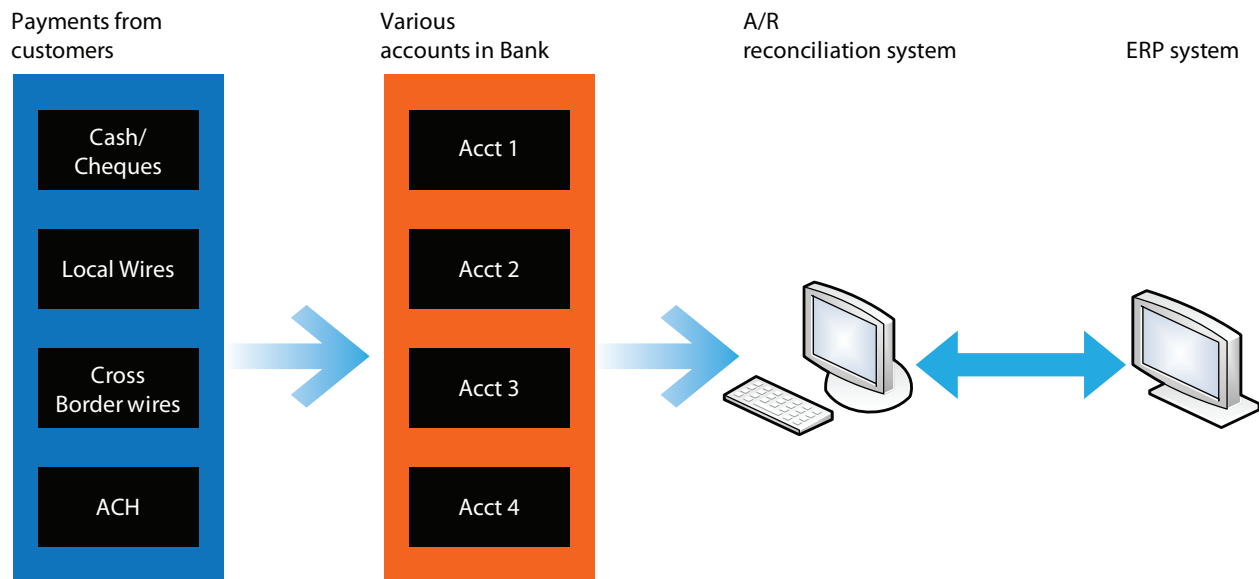 Payments from
customers
Various
accounts in Bank
A/R
reconciliation system
ERP system
Cash/
Cheques
Local Wires
Cross
Border wires
ACH
Acct 1
Acct 2
Acct 3
Acct 4